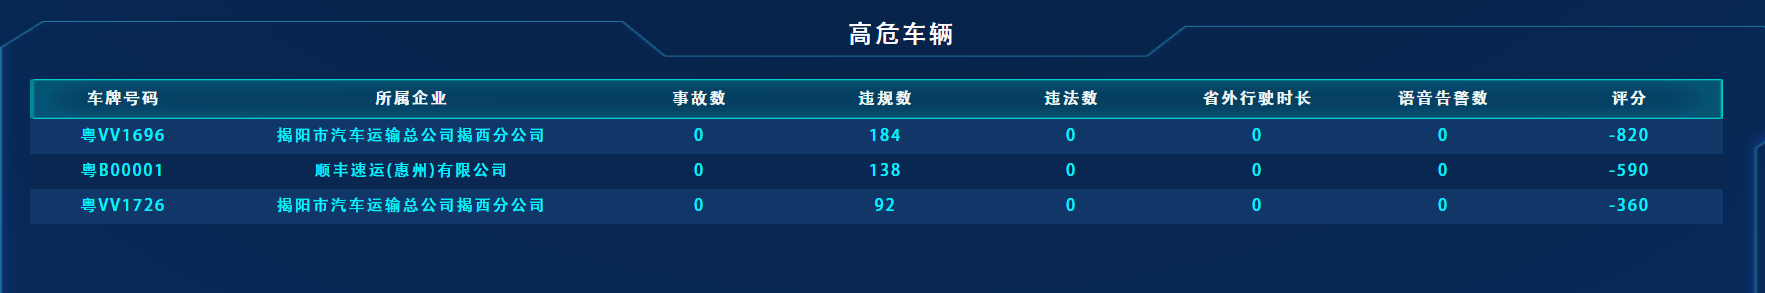 高危车辆
车牌号码 所属企业 事故数 违规数 违法数 省外行驶时长 语音告警数 评分
粤VV1696 揭阳市汽车运输总公司揭西分公司 0 184 0 0 0 -820
粤B00001 顺丰速运(惠州)有限公司 0 138 0 0 0 -590
粤VV1726 揭阳市汽车运输总公司揭西分公司 0 92 0 0 0 -360